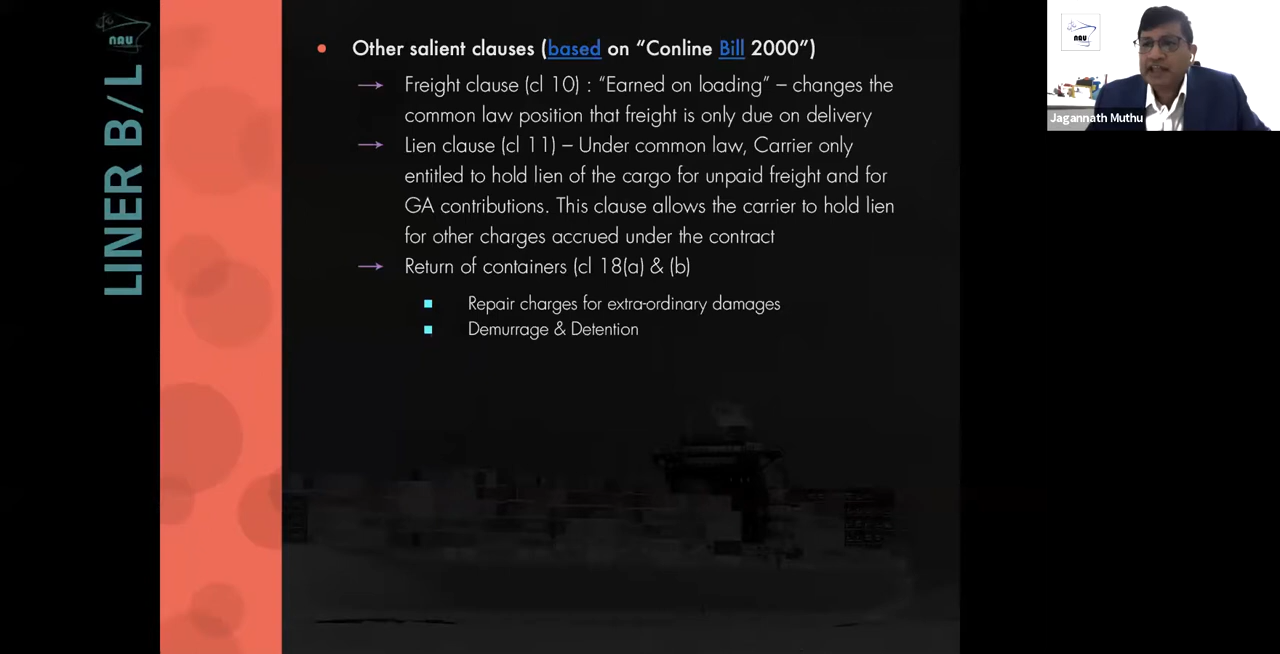 LINER B/L
nau
Other salient clauses (based on “Conline Bill 2000”)
Freight clause (cl 10) : “Earned on loading” – changes the
common law position that freight is only due on delivery
Lien clause (cl 11) – Under common law, Carrier only
entitled to hold lien of the cargo for unpaid freight and for
GA contributions. This clause allows the carrier to hold lien
for other charges accrued under the contract
Return of containers (cl 18(a) & (b)
Repair charges for extra-ordinary damages
Demurrage & Detention
nau
Jagannath Muthu